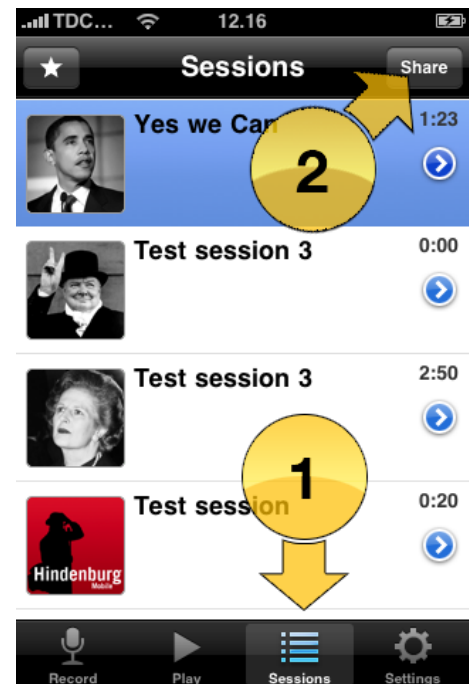 TDC... 12.16
Sessions Share
Yes we Can 1:23
2
Test session 3 0:00
Test session 3 2:50
1
Test session 0:20
Hindenburg
Mobile
Record Play Sessions Settings